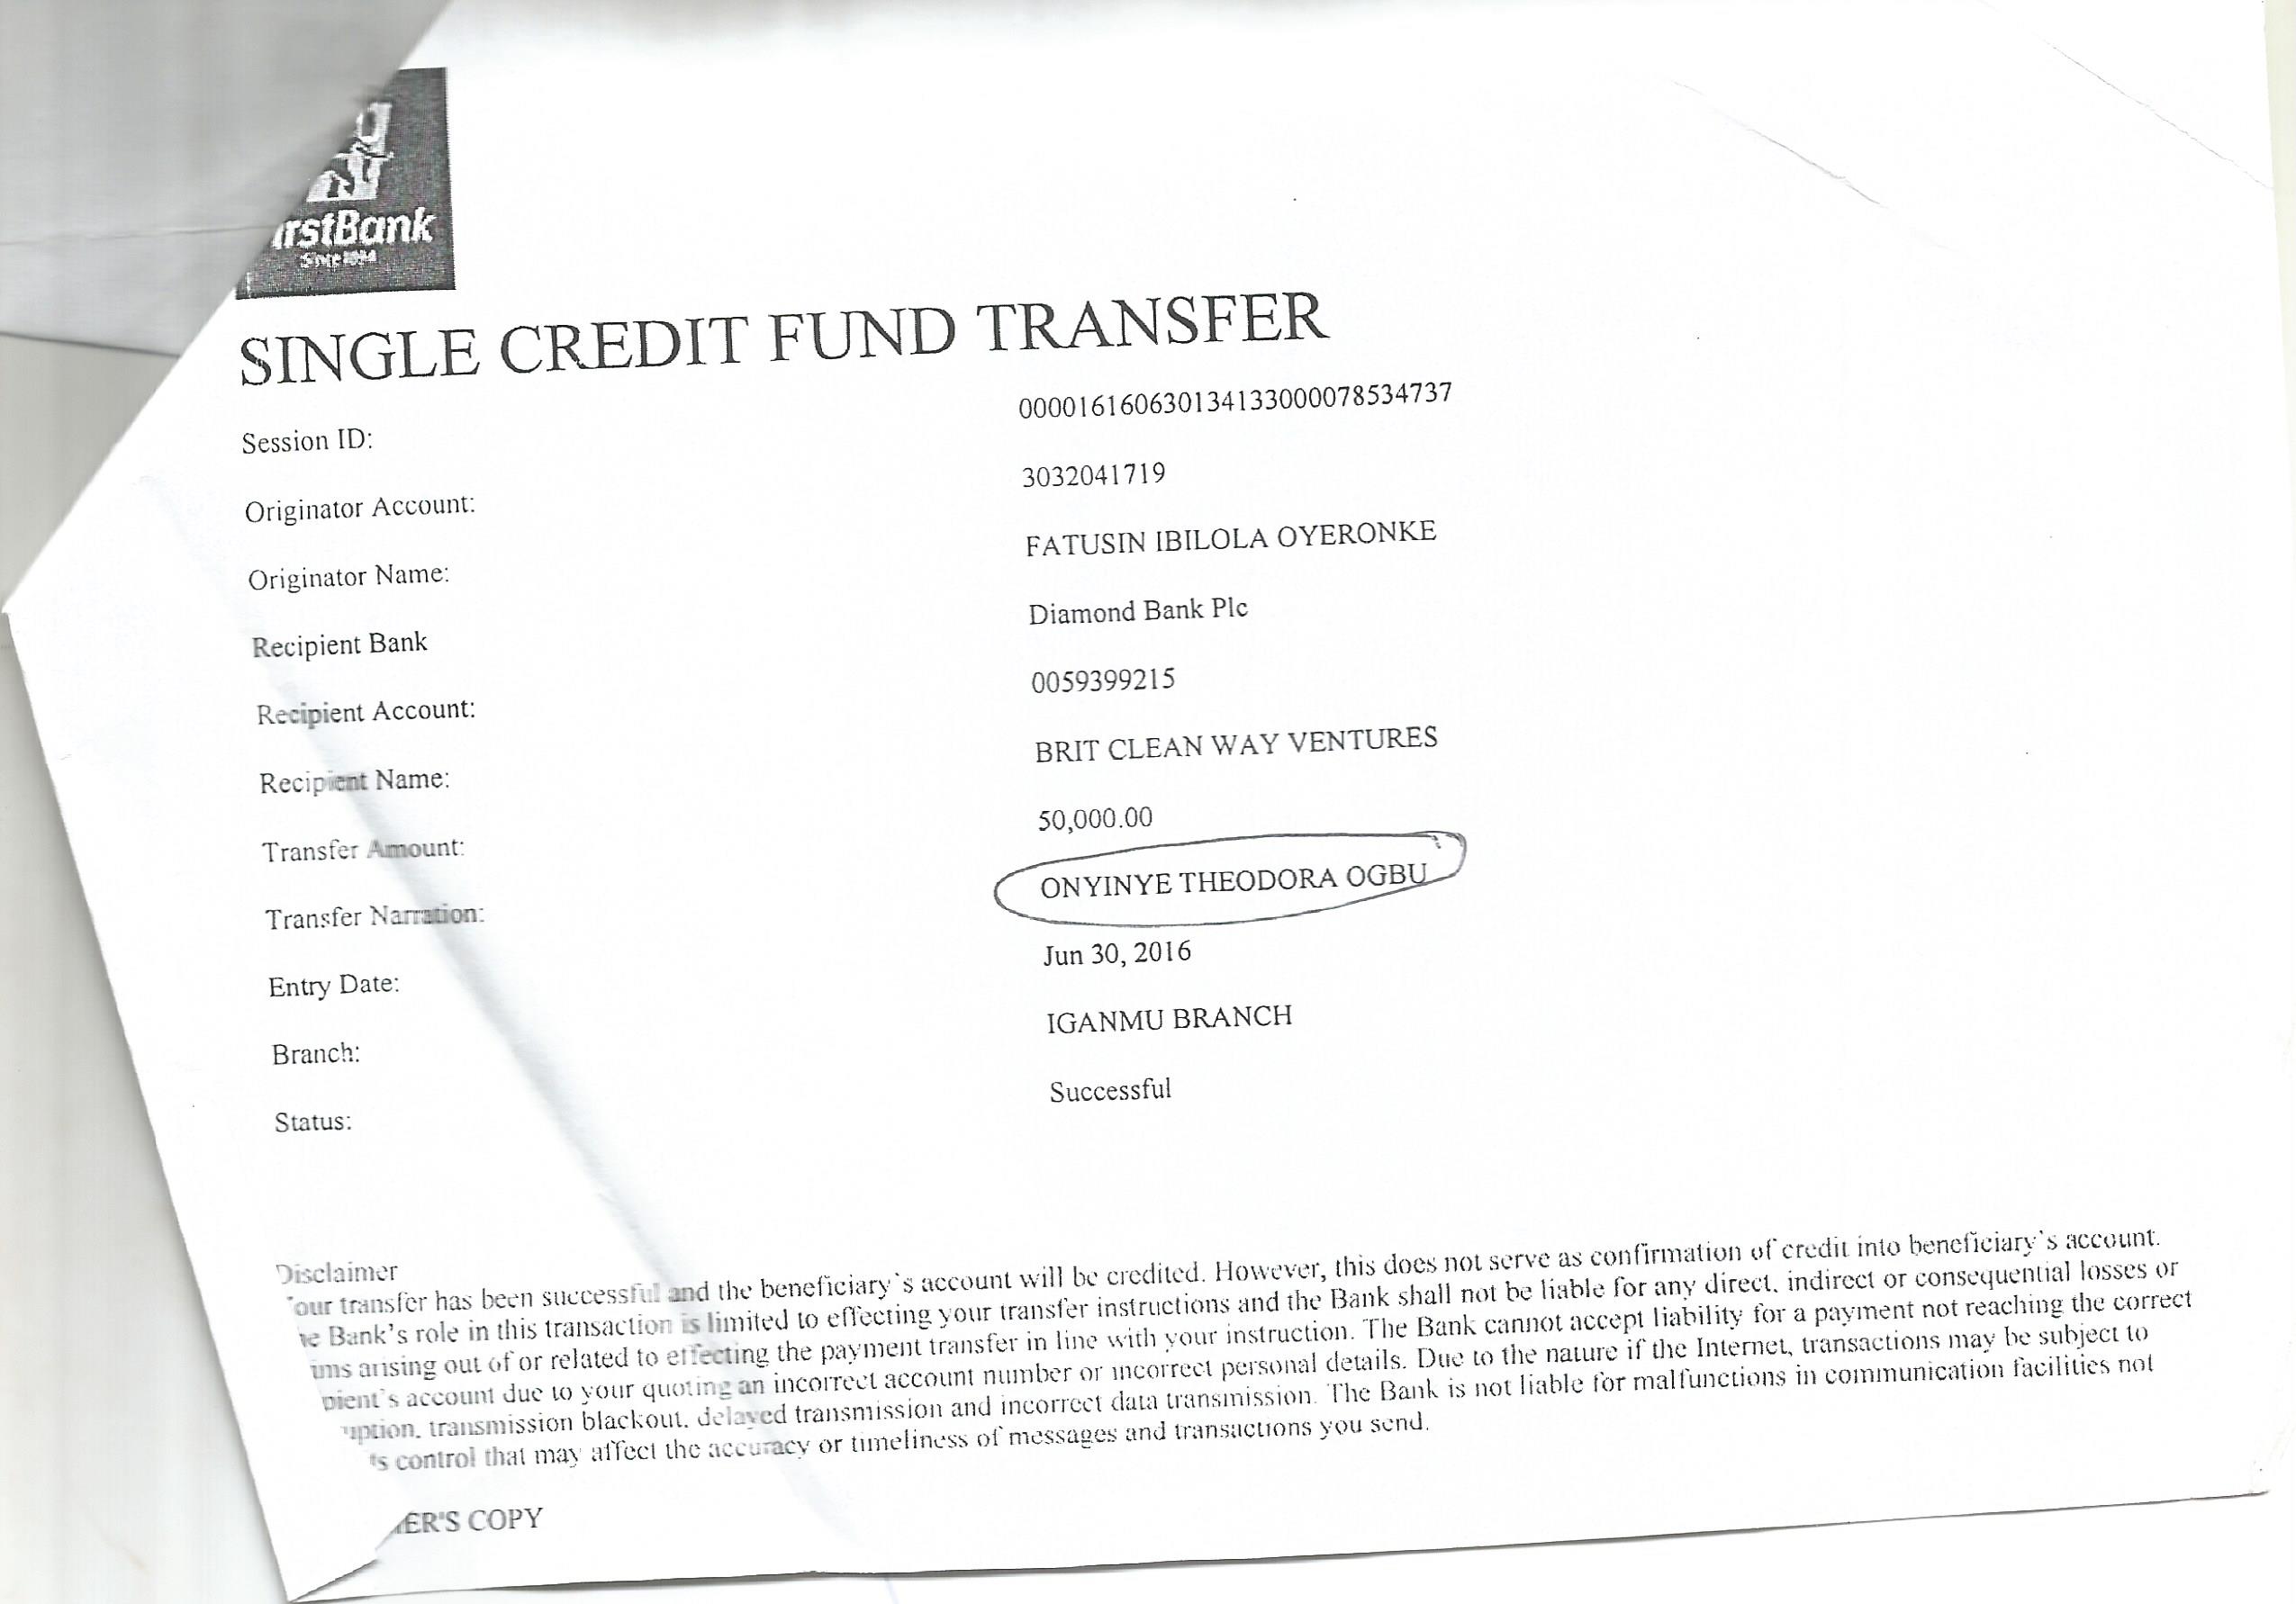 irstBank
Since 1894
SINGLE CREDIT FUND TRANSFER
Session ID: 000016160630134133000078534737
Originator Account: 3032041719
Originator Name: FATUSIN IBILOLA OYERONKE
Recipient Bank Diamond Bank Plc
Recipient Account: 0059399215
Recipient Name: BRIT CLEAN WAY VENTURES
Transfer Amount: 50,000.00
Transfer Narration: ONYINYE THEODORA OGBU
Entry Date: Jun 30, 2016
Branch: IGANMU BRANCH
Status: Successful
Disclaimer
our transfer has been successful and the beneficiary's account will be credited. However, this does not serve as confirmation of credit into beneficiary's account.
e Bank's role in this transaction is limited to effecting your transfer instructions and the Bank shall not be liable for any direct, indirect or consequential losses or
ims arising out of or related to effecting the payment transfer in line with your instruction. The Bank cannot accept liability for a payment not reaching the correct
pient's account due to your quoting an incorrect account number or incorrect personal details. Due to the nature if the Internet, transactions may be subject to
uption, transmission blackout, delayed transmission and incorrect data transmission. The Bank is not liable for malfunctions in communication facilities not
ts control that may affect the accuracy or timeliness of messages and transactions you send.
ER'S COPY